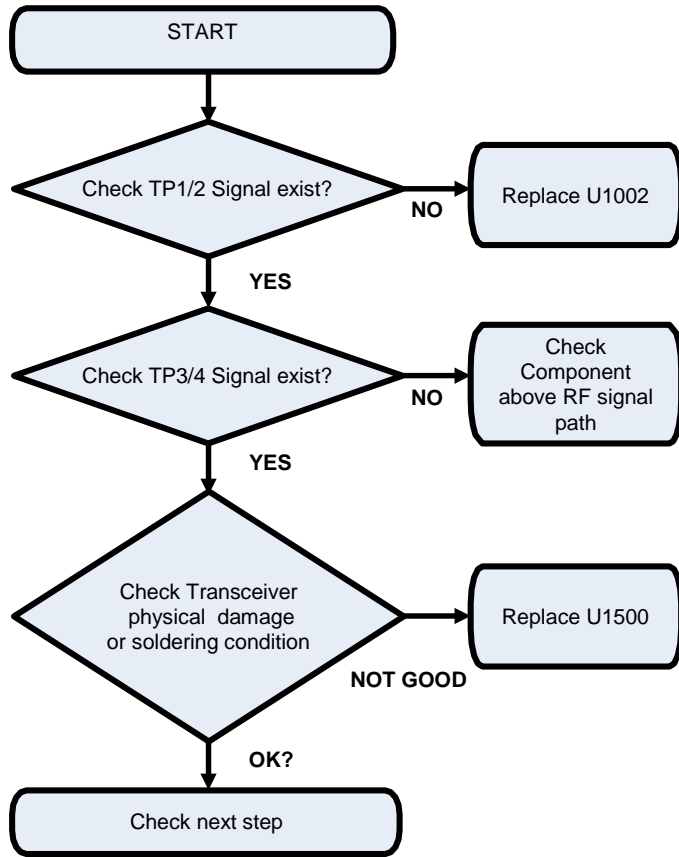 START
Check TP1/2 Signal exist?
NO
Replace U1002
YES
Check TP3/4 Signal exist?
NO
Check
Component
above RF signal
path
YES
Check Transceiver
physical damage
or soldering condition
NOT GOOD
Replace U1500
OK?
Check next step